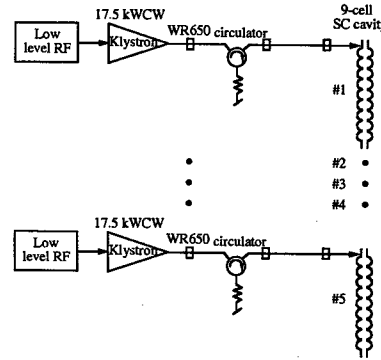 9-cell
SC cavity
17.5 kWCW
WR650 circulator
Low
level RF
Klystron
#1
#2
#3
#4
17.5 kWCW
WR650 circulator
Low
level RF
Klystron
#5